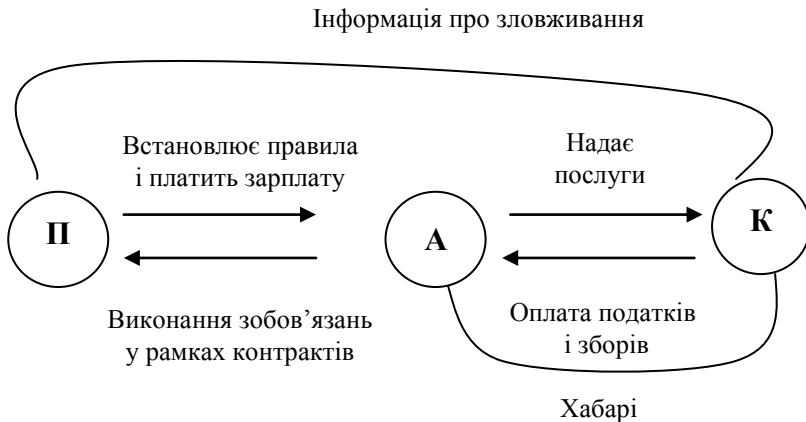 Інформація про зловживання
Встановлює правила
і платить зарплату
Надає
послуги
П
А
К
Виконання зобов’язань
у рамках контрактів
Оплата податків
і зборів
Хабарі